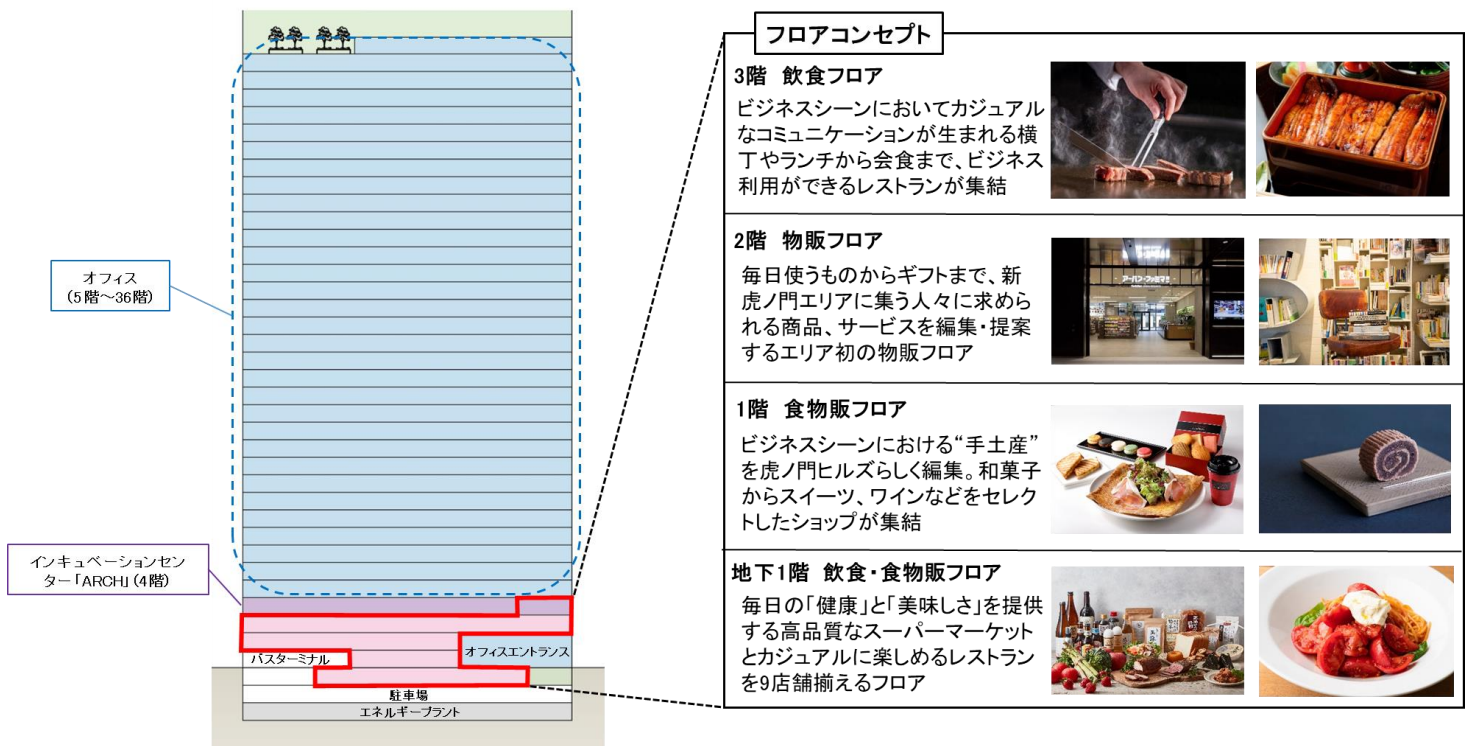 フロアコンセプト
3階 飲食フロア
ビジネスシーンにおいてカジュアル
なコミュニケーションが生まれる横
丁やランチから会食まで、ビジネス
利用ができるレストランが集結
2階 物販フロア
毎日使うものからギフトまで、新
虎ノ門エリアに集う人々に求めら
れる商品、サービスを編集・提案
するエリア初の物販フロア
アーバン・ファミマ!!
1階 食物販フロア
ビジネスシーンにおける“手土産”
を虎ノ門ヒルズらしく編集。和菓子
からスイーツ、ワインなどをセレク
トしたショップが集結
地下1階 飲食・食物販フロア
毎日の「健康」と「美味しさ」を提供
する高品質なスーパーマーケット
とカジュアルに楽しめるレストラン
を9店舗揃えるフロア
オフィス
(5階～36階)
インキュベーションセン
ター「ARCH」(4階)
バスターミナル
オフィスエントランス
駐車場
エネルギープラント